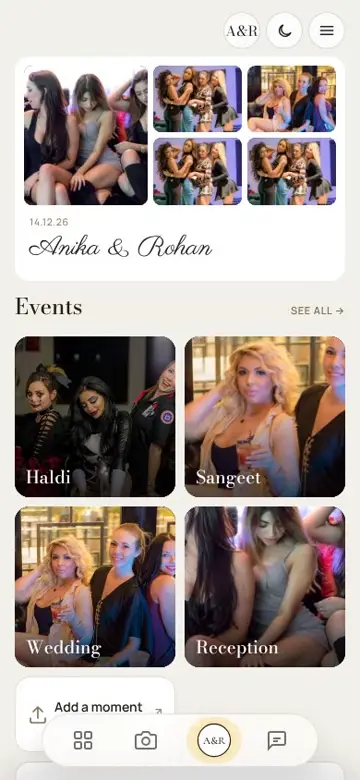 A&R
14.12.26
Anika & Rohan
Events
SEE ALL →
Haldi
Sangeet
Wedding
Reception
Add a moment
A&R